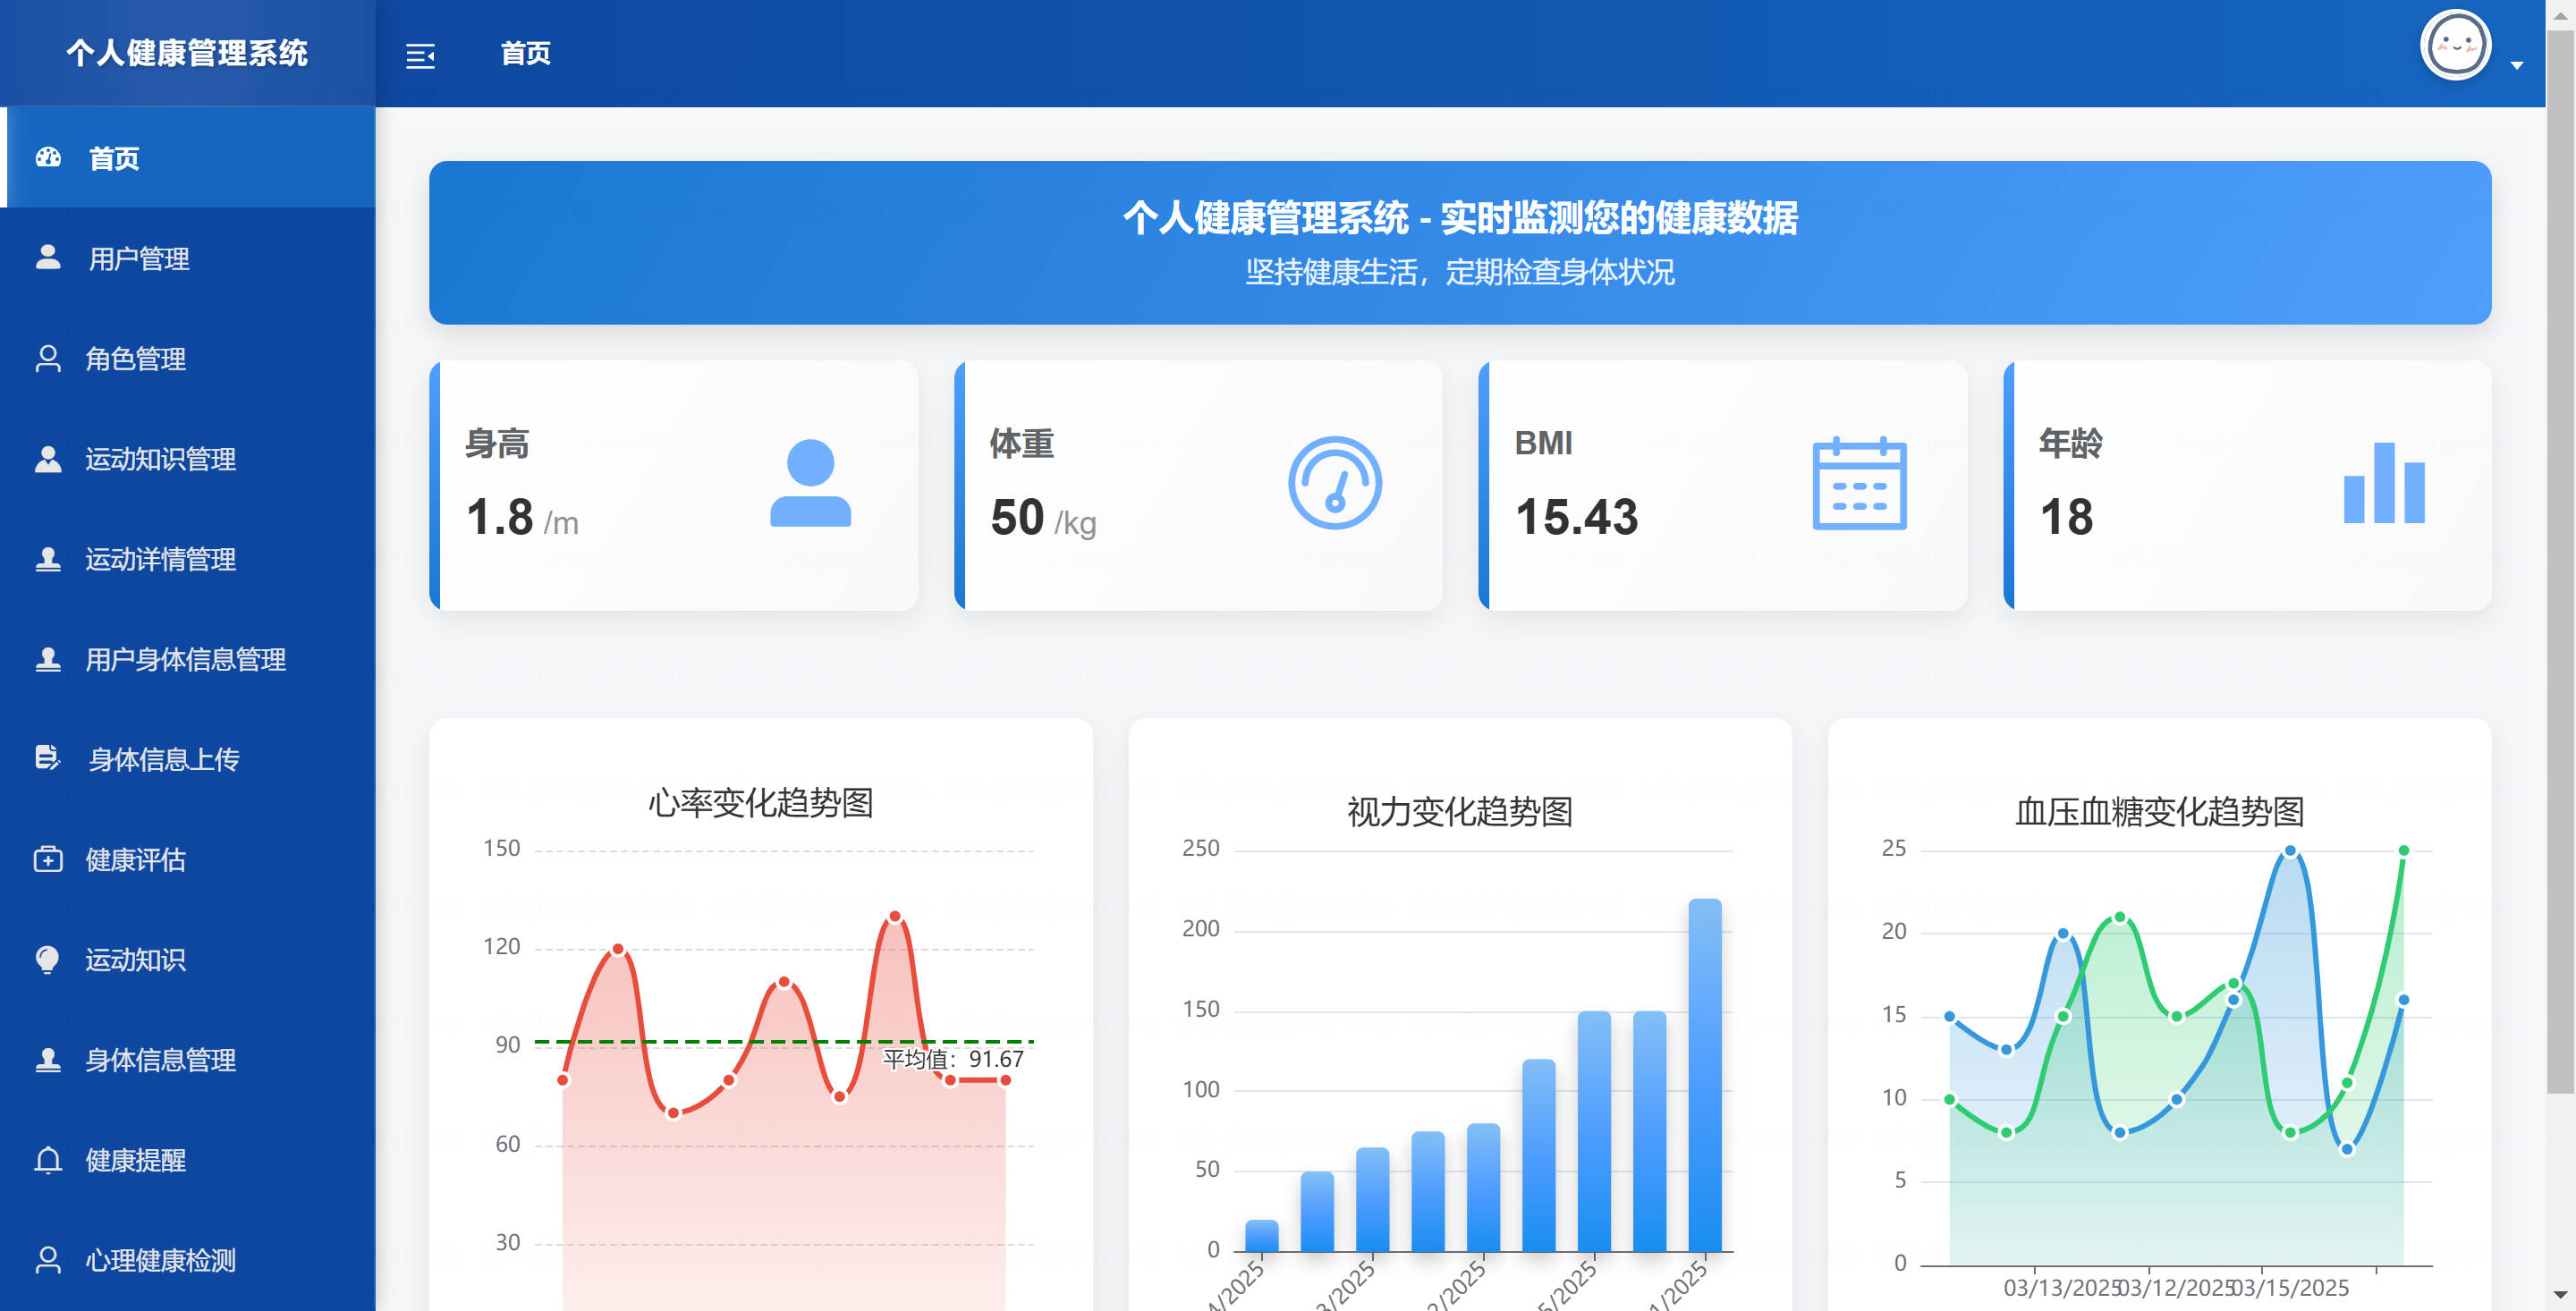 个人健康管理系统
首页
首页
用户管理
角色管理
运动知识管理
运动详情管理
用户身体信息管理
身体信息上传
健康评估
运动知识
身体信息管理
健康提醒
心理健康检测
个人健康管理系统 - 实时监测您的健康数据
坚持健康生活，定期检查身体状况
身高
1.8 /m
体重
50 /kg
BMI
15.43
年龄
18
心率变化趋势图
150
120
90
60
30
平均值：91.67
视力变化趋势图
250
200
150
100
50
0
4/2025
3/2025
2/2025
5/2025
1/2025
血压血糖变化趋势图
25
20
15
10
5
0
03/13/2025
03/12/2025
03/15/2025